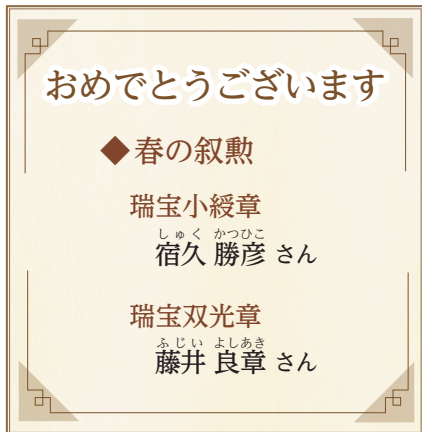 おめでとうございます
◆春の叙勲
瑞宝小綬章
しゅく かつひこ
宿久 勝彦 さん
瑞宝双光章
ふじい よしあき
藤井 良章 さん